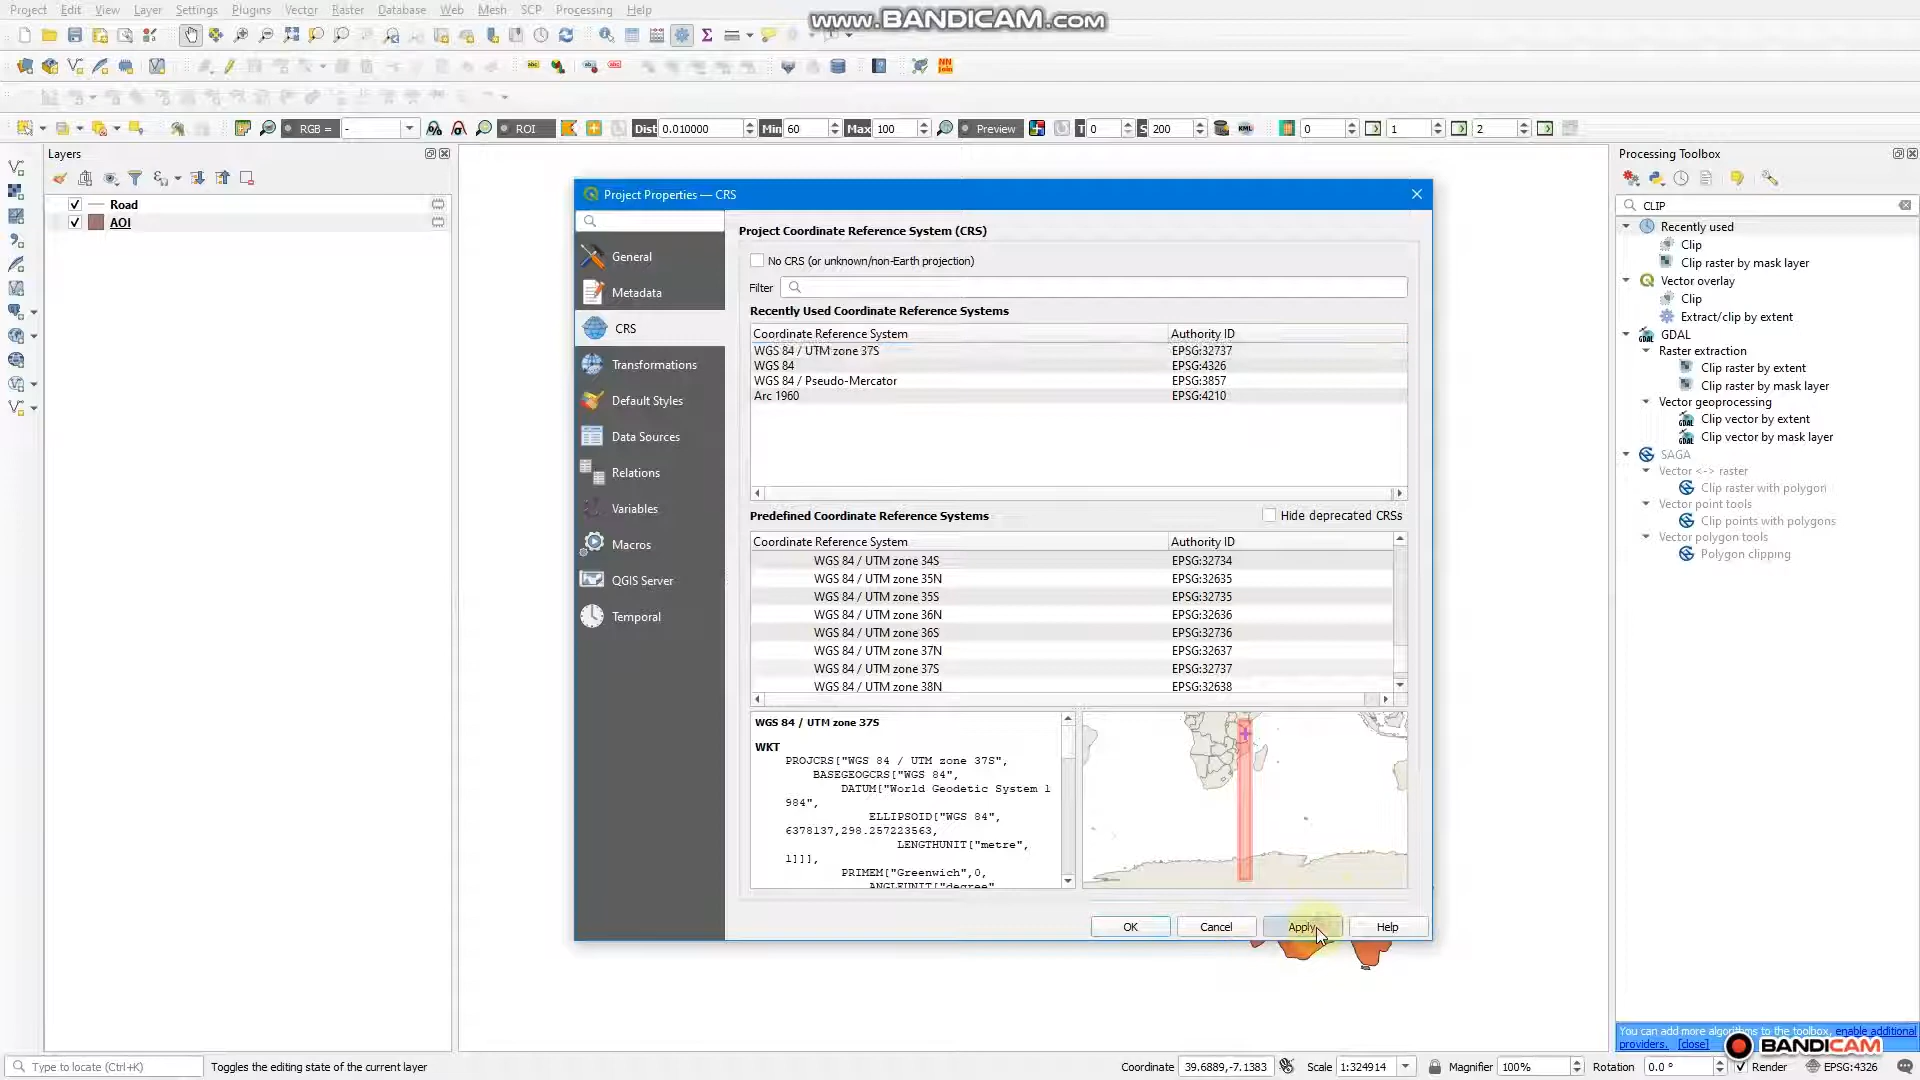 Project Edit View Layer Settings Plugins Vector Raster Database Web Mesh SCP Processing Help
www.BANDICAM.com
RGB = - ROI Dist 0.010000 Min 60 Max 100 Preview T 0 S 200 KML 0 1 2
Layers
Road
AOI
Project Properties — CRS
General
Metadata
CRS
Transformations
Default Styles
Data Sources
Relations
Variables
Macros
QGIS Server
Temporal
Project Coordinate Reference System (CRS)
No CRS (or unknown/non-Earth projection)
Filter
Recently Used Coordinate Reference Systems
Coordinate Reference System Authority ID
WGS 84 / UTM zone 37S EPSG:32737
WGS 84 EPSG:4326
WGS 84 / Pseudo-Mercator EPSG:3857
Arc 1960 EPSG:4210
Predefined Coordinate Reference Systems Hide deprecated CRSs
Coordinate Reference System Authority ID
WGS 84 / UTM zone 34S EPSG:32734
WGS 84 / UTM zone 35N EPSG:32635
WGS 84 / UTM zone 35S EPSG:32735
WGS 84 / UTM zone 36N EPSG:32636
WGS 84 / UTM zone 36S EPSG:32736
WGS 84 / UTM zone 37N EPSG:32637
WGS 84 / UTM zone 37S EPSG:32737
WGS 84 / UTM zone 38N EPSG:32638
WGS 84 / UTM zone 37S
WKT
PROJCRS["WGS 84 / UTM zone 37S",
BASEGEOGCRS["WGS 84",
DATUM["World Geodetic System 1
984",
ELLIPSOID["WGS 84",
6378137,298.257223563,
LENGTHUNIT["metre",
1]]],
PRIMEM["Greenwich",0,
ANGLEUNIT["degree"
OK Cancel Apply Help
Processing Toolbox
CLIP
Recently used
Clip
Clip raster by mask layer
Vector overlay
Clip
Extract/clip by extent
GDAL
Raster extraction
Clip raster by extent
Clip raster by mask layer
Vector geoprocessing
Clip vector by extent
Clip vector by mask layer
SAGA
Vector <-> raster
Clip raster with polygon
Vector point tools
Clip points with polygons
Vector polygon tools
Polygon clipping
You can add more algorithms to the toolbox, enable additional
providers. [close]
BANDICAM
Type to locate (Ctrl+K) Toggles the editing state of the current layer Coordinate 39.6889,-7.1383 Scale 1:324914 Magnifier 100% Rotation 0.0 ° Render EPSG:4326